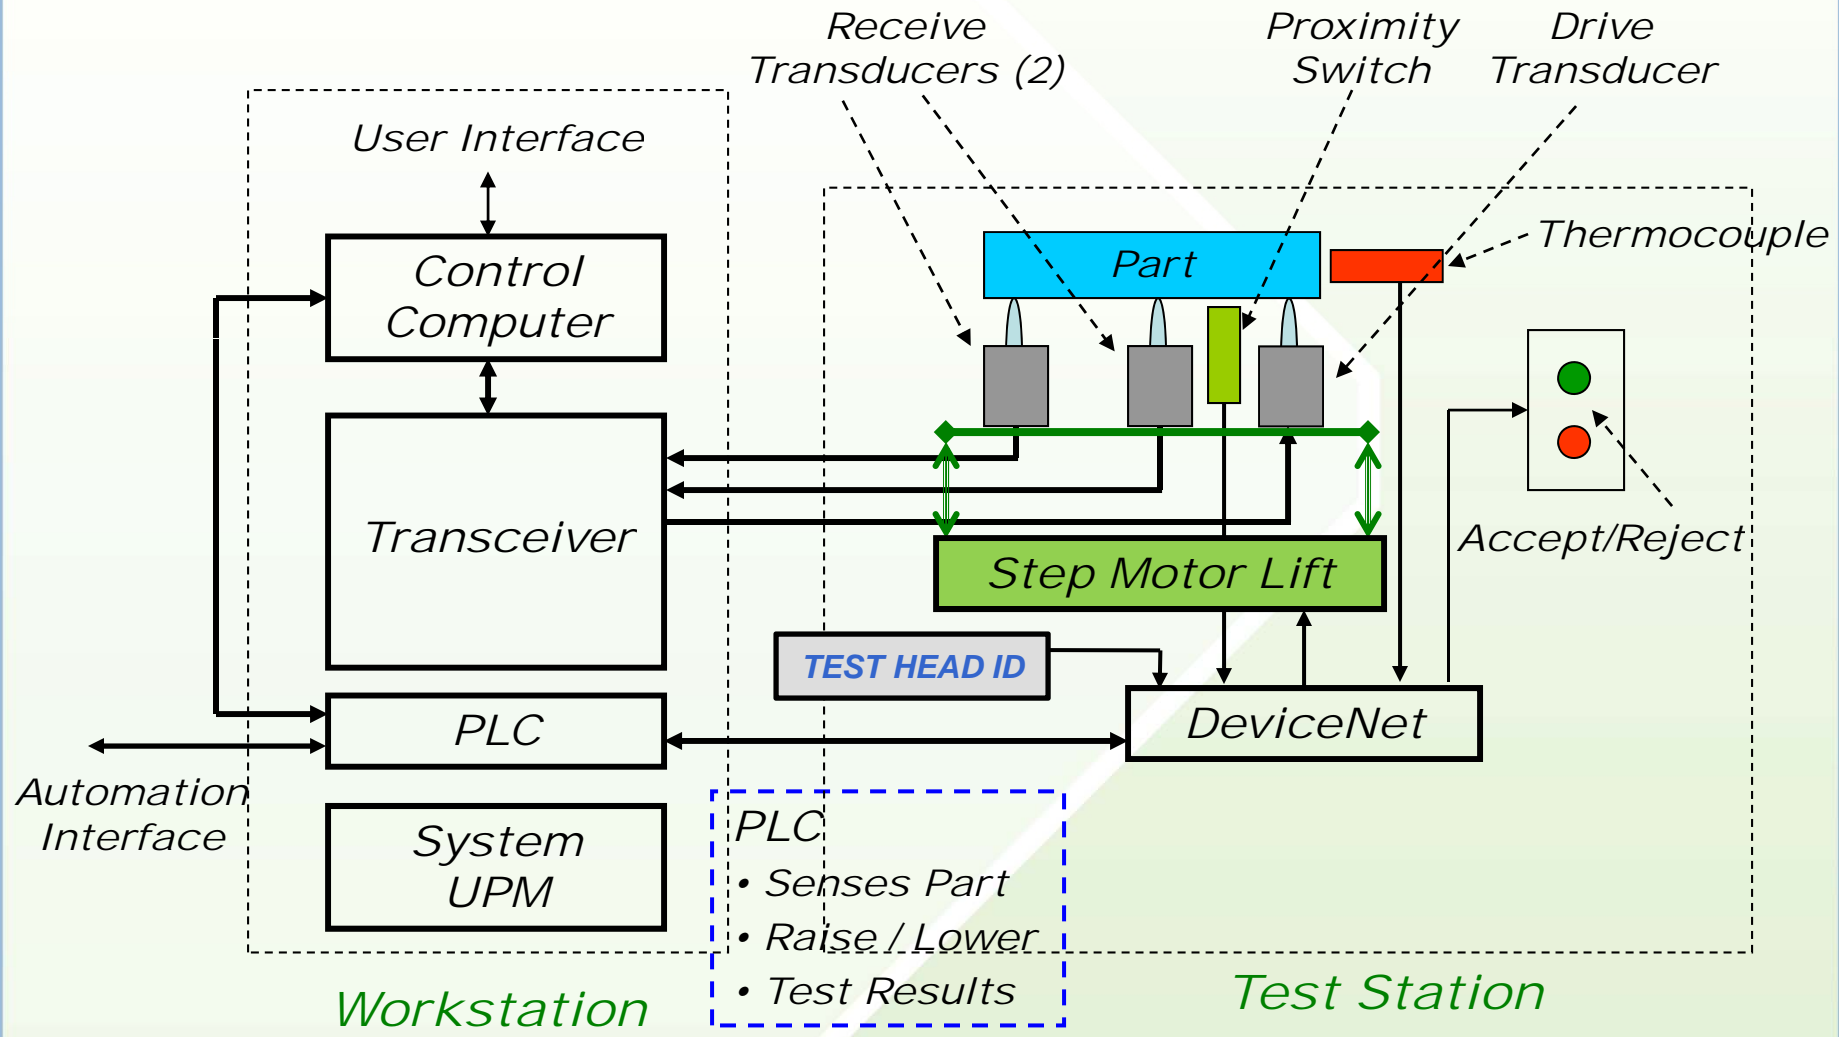 Receive
Transducers (2)
Proximity
Switch
Drive
Transducer
User Interface
Control
Computer
Part
Thermocouple
Transceiver
Accept/Reject
Step Motor Lift
TEST HEAD ID
PLC
DeviceNet
Automation
Interface
System
UPM
PLC
• Senses Part
• Raise / Lower
• Test Results
Workstation
Test Station